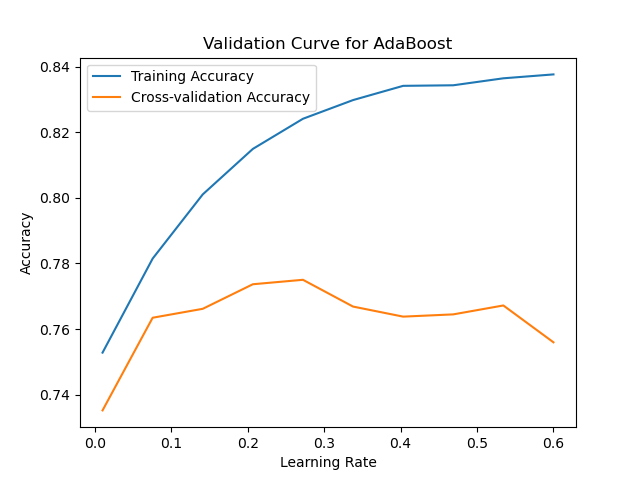 Validation Curve for AdaBoost
Training Accuracy
Cross-validation Accuracy
0.84
0.82
0.80
0.78
0.76
0.74
Accuracy
0.0 0.1 0.2 0.3 0.4 0.5 0.6
Learning Rate